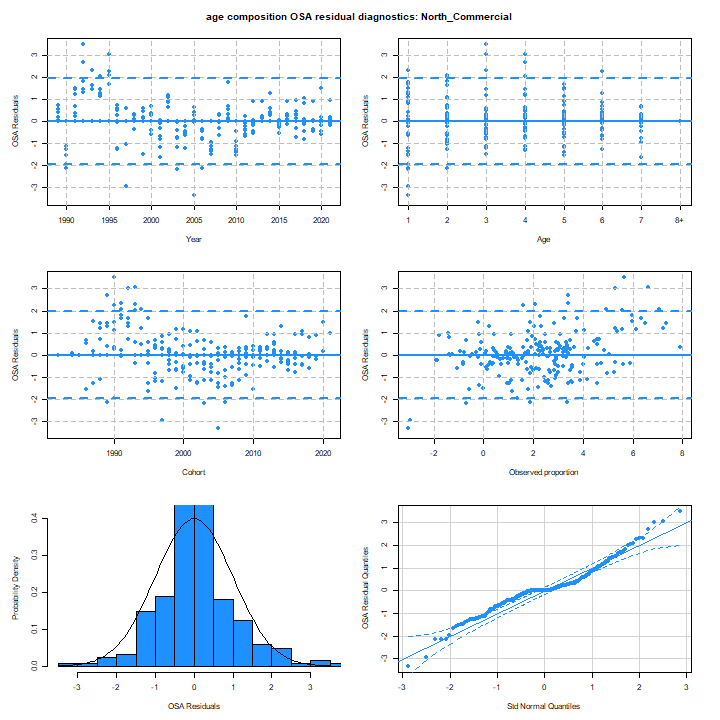 age composition OSA residual diagnostics: North_Commercial
OSA Residuals
3
2
1
0
-1
-2
-3
1990 1995 2000 2005 2010 2015 2020
Year
OSA Residuals
3
2
1
0
-1
-2
-3
1 2 3 4 5 6 7 8+
Age
OSA Residuals
3
2
1
0
-1
-2
-3
1990 2000 2010 2020
Cohort
OSA Residuals
3
2
1
0
-1
-2
-3
-2 0 2 4 6 8
Observed proportion
Probability Density
0.4
0.3
0.2
0.1
0.0
-3 -2 -1 0 1 2 3
OSA Residuals
OSA Residual Quantiles
3
2
1
0
-1
-2
-3
-3 -2 -1 0 1 2 3
Std Normal Quantiles